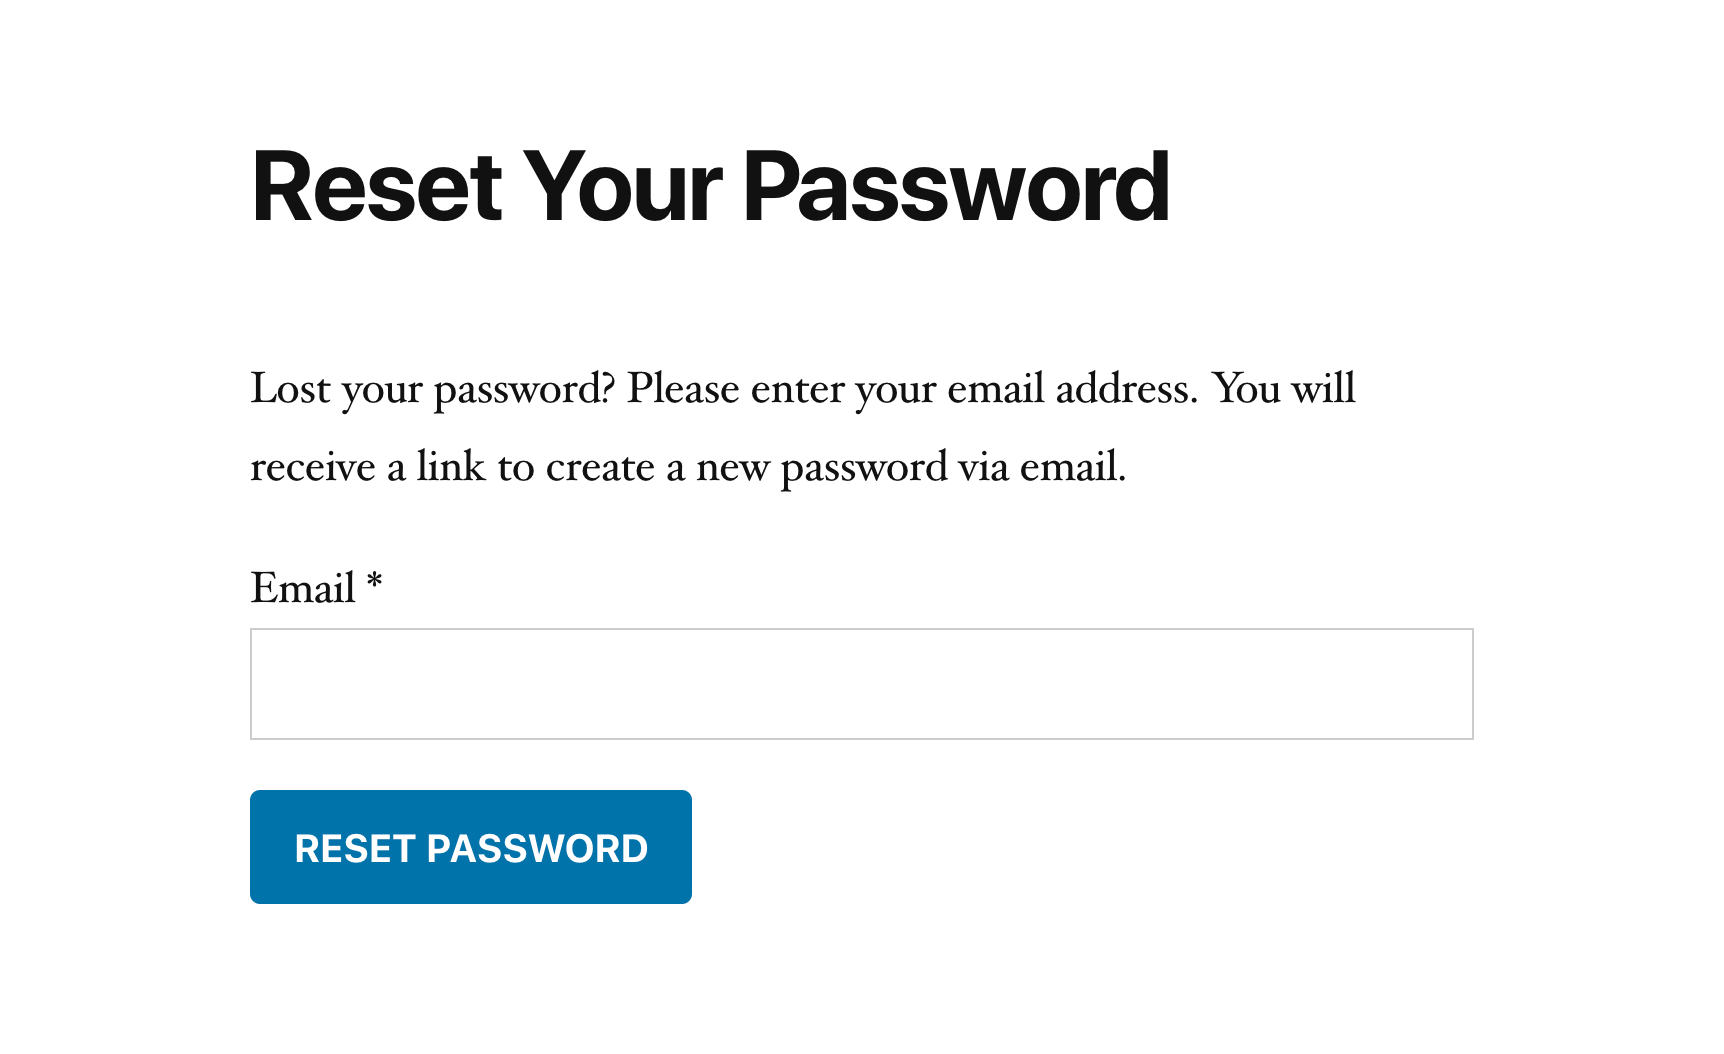 Reset Your Password
Lost your password? Please enter your email address. You will
receive a link to create a new password via email.
Email *
RESET PASSWORD